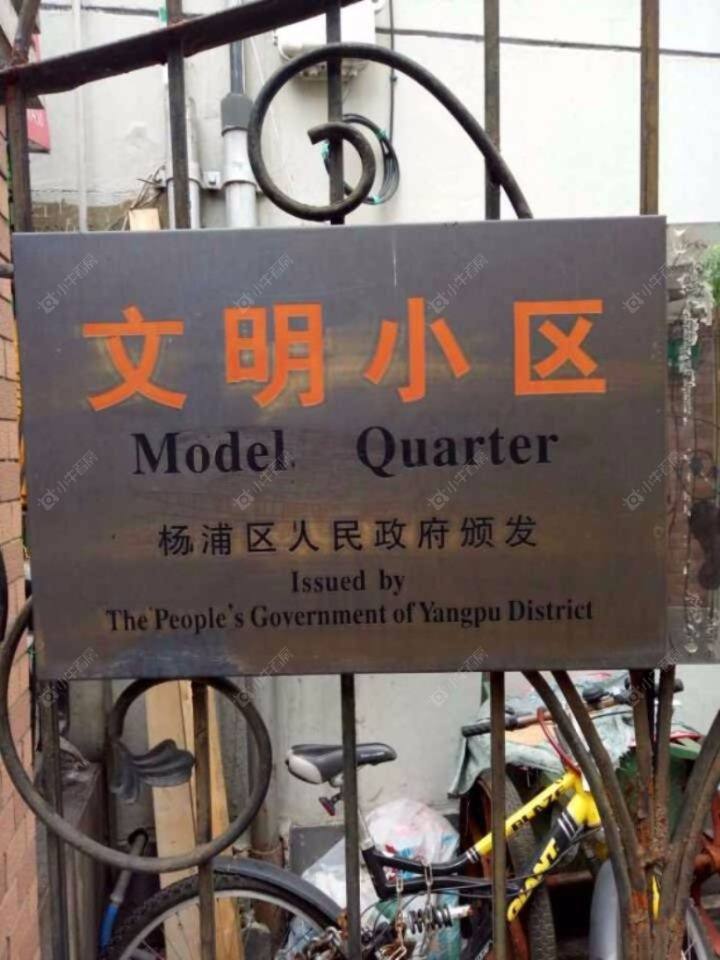 文明小区
Model Quarter
杨浦区人民政府颁发
Issued by
The People's Government of Yangpu District
GIANT